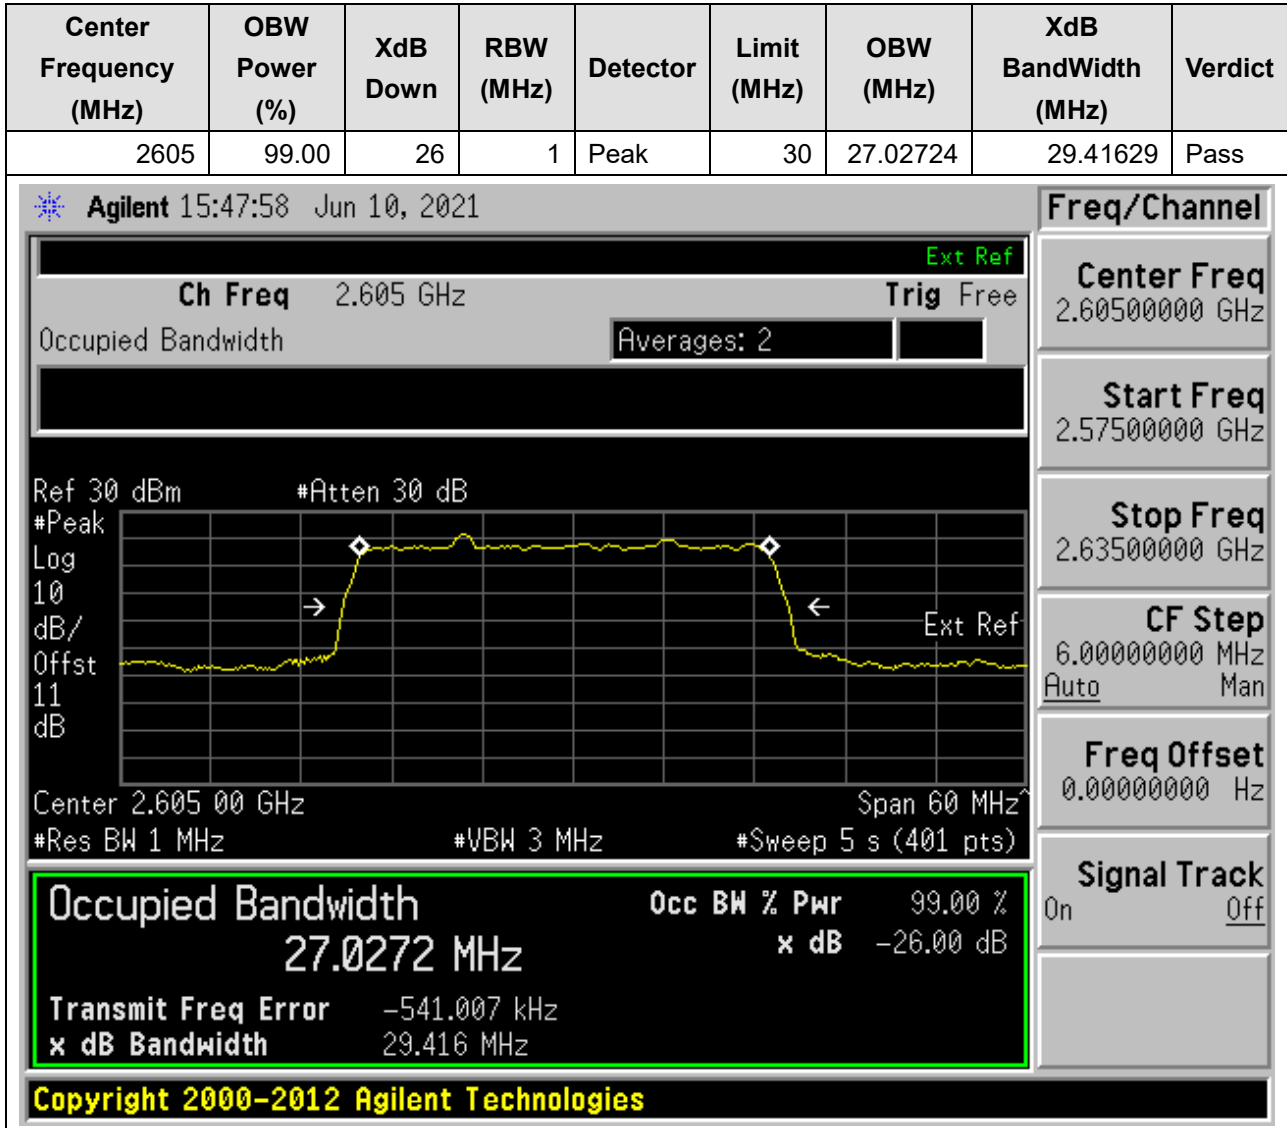 Center Frequency (MHz) OBW Power (%) XdB Down RBW (MHz) Detector Limit (MHz) OBW (MHz) XdB BandWidth (MHz) Verdict
2605 99.00 26 1 Peak 30 27.02724 29.41629 Pass
Agilent 15:47:58 Jun 10, 2021
Ext Ref
Ch Freq 2.605 GHz Trig Free
Occupied Bandwidth Averages: 2
Ref 30 dBm #Atten 30 dB
#Peak
Log
10
dB/
Offst
11
dB
Ext Ref
Center 2.605 00 GHz Span 60 MHz^
#Res BW 1 MHz #VBW 3 MHz #Sweep 5 s (401 pts)
Occupied Bandwidth Occ BW % Pwr 99.00 %
27.0272 MHz x dB -26.00 dB
Transmit Freq Error -541.007 kHz
x dB Bandwidth 29.416 MHz
Copyright 2000-2012 Agilent Technologies
Freq/Channel
Center Freq
2.60500000 GHz
Start Freq
2.57500000 GHz
Stop Freq
2.63500000 GHz
CF Step
6.00000000 MHz
Auto Man
Freq Offset
0.00000000 Hz
Signal Track
On Off